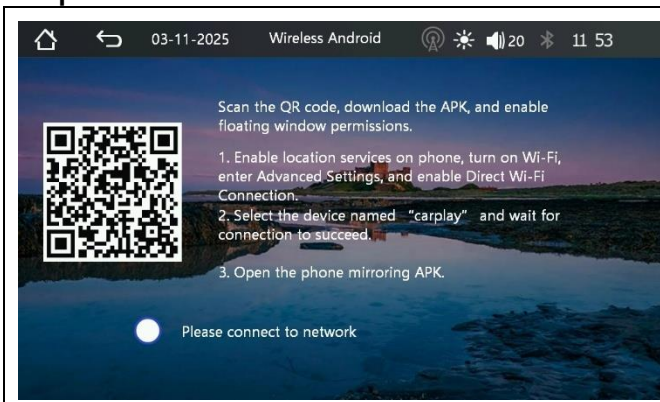 03-11-2025 Wireless Android 20 11 53
Scan the QR code, download the APK, and enable
floating window permissions.
1. Enable location services on phone, turn on Wi-Fi,
enter Advanced Settings, and enable Direct Wi-Fi
Connection.
2. Select the device named “carplay” and wait for
connection to succeed.
3. Open the phone mirroring APK.
Please connect to network